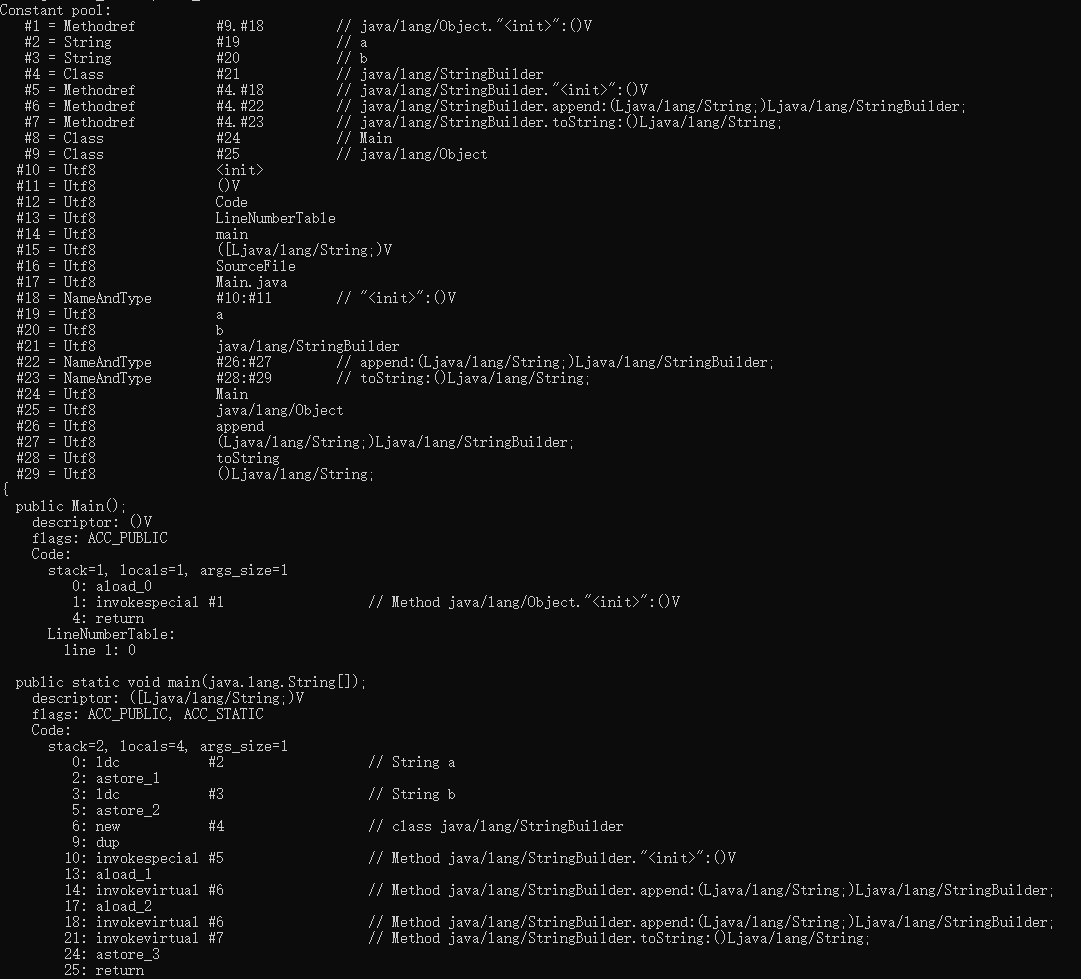 Constant pool:
   #1 = Methodref          #9.#18         // java/lang/Object."<init>":()V
   #2 = String             #19            // a
   #3 = String             #20            // b
   #4 = Class              #21            // java/lang/StringBuilder
   #5 = Methodref          #4.#18         // java/lang/StringBuilder."<init>":()V
   #6 = Methodref          #4.#22         // java/lang/StringBuilder.append:(Ljava/lang/String;)Ljava/lang/StringBuilder;
   #7 = Methodref          #4.#23         // java/lang/StringBuilder.toString:()Ljava/lang/String;
   #8 = Class              #24            // Main
   #9 = Class              #25            // java/lang/Object
  #10 = Utf8               <init>
  #11 = Utf8               ()V
  #12 = Utf8               Code
  #13 = Utf8               LineNumberTable
  #14 = Utf8               main
  #15 = Utf8               ([Ljava/lang/String;)V
  #16 = Utf8               SourceFile
  #17 = Utf8               Main.java
  #18 = NameAndType        #10:#11        // "<init>":()V
  #19 = Utf8               a
  #20 = Utf8               b
  #21 = Utf8               java/lang/StringBuilder
  #22 = NameAndType        #26:#27        // append:(Ljava/lang/String;)Ljava/lang/StringBuilder;
  #23 = NameAndType        #28:#29        // toString:()Ljava/lang/String;
  #24 = Utf8               Main
  #25 = Utf8               java/lang/Object
  #26 = Utf8               append
  #27 = Utf8               (Ljava/lang/String;)Ljava/lang/StringBuilder;
  #28 = Utf8               toString
  #29 = Utf8               ()Ljava/lang/String;
{
  public Main();
    descriptor: ()V
    flags: ACC_PUBLIC
    Code:
      stack=1, locals=1, args_size=1
         0: aload_0
         1: invokespecial #1                  // Method java/lang/Object."<init>":()V
         4: return
      LineNumberTable:
        line 1: 0

  public static void main(java.lang.String[]);
    descriptor: ([Ljava/lang/String;)V
    flags: ACC_PUBLIC, ACC_STATIC
    Code:
      stack=2, locals=4, args_size=1
         0: ldc           #2                  // String a
         2: astore_1
         3: ldc           #3                  // String b
         5: astore_2
         6: new           #4                  // class java/lang/StringBuilder
         9: dup
        10: invokespecial #5                  // Method java/lang/StringBuilder."<init>":()V
        13: aload_1
        14: invokevirtual #6                  // Method java/lang/StringBuilder.append:(Ljava/lang/String;)Ljava/lang/StringBuilder;
        17: aload_2
        18: invokevirtual #6                  // Method java/lang/StringBuilder.append:(Ljava/lang/String;)Ljava/lang/StringBuilder;
        21: invokevirtual #7                  // Method java/lang/StringBuilder.toString:()Ljava/lang/String;
        24: astore_3
        25: return